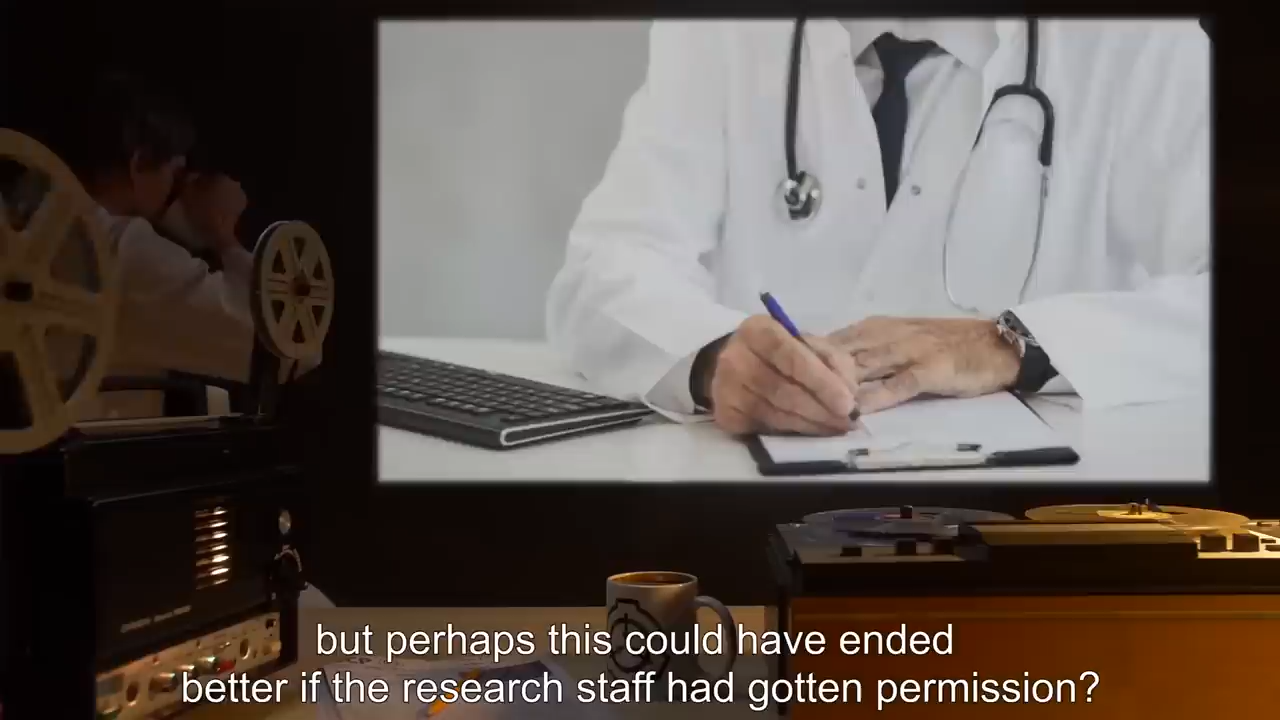 but perhaps this could have ended
better if the research staff had gotten permission?